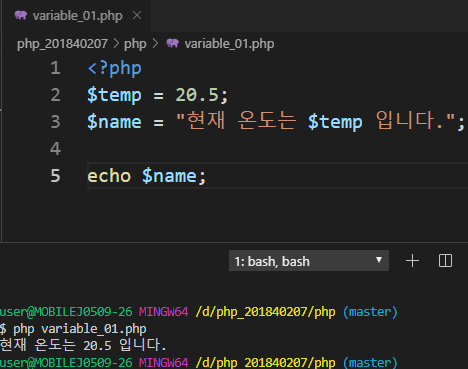 variable_01.php ×
php_201840207 > php > variable_01.php
1 <?php
2 $temp = 20.5;
3 $name = "현재 온도는 $temp 입니다.";
4
5 echo $name;
1: bash, bash
user@MOBILEJ0509-26 MINGW64 /d/php_201840207/php (master)
$ php variable_01.php
현재 온도는 20.5 입니다.
user@MOBILEJ0509-26 MINGW64 /d/php_201840207/php (master)